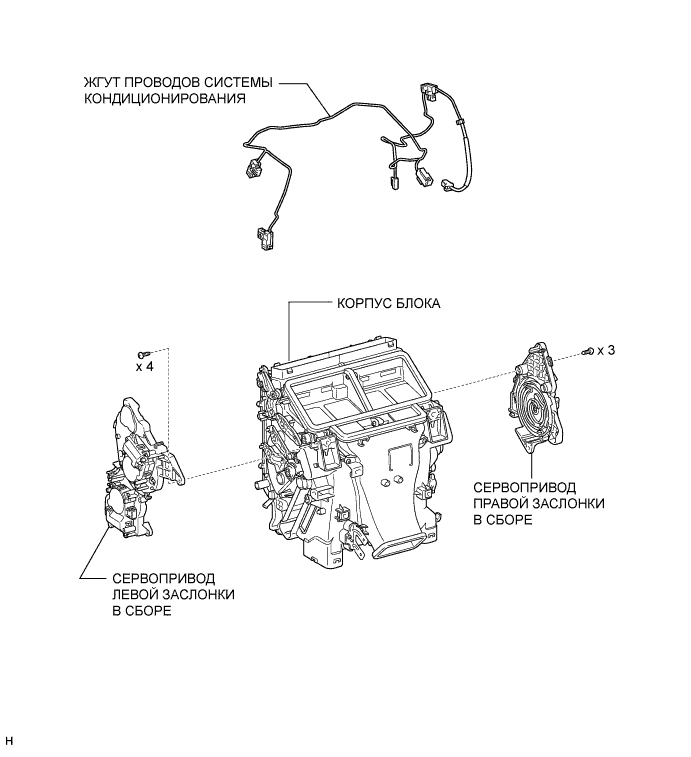 ЖГУТ ПРОВОДОВ СИСТЕМЫ
КОНДИЦИОНИРОВАНИЯ
КОРПУС БЛОКА
x 4
x 3
СЕРВОПРИВОД
ПРАВОЙ ЗАСЛОНКИ
В СБОРЕ
СЕРВОПРИВОД
ЛЕВОЙ ЗАСЛОНКИ
В СБОРЕ
H